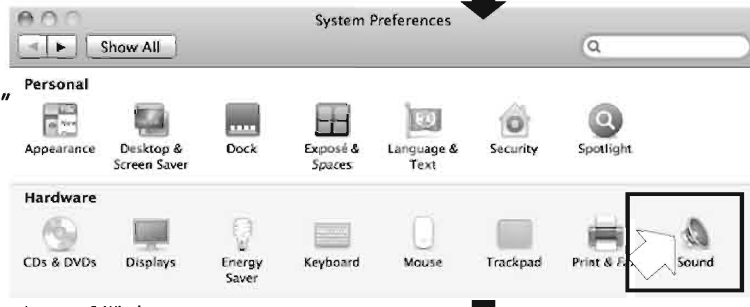 System Preferences
Show All
Personal
"
Appearance Desktop & Screen Saver Dock Exposé & Spaces Language & Text Security Spotlight
Hardware
CDs & DVDs Displays Energy Saver Keyboard Mouse Trackpad Print & Sound